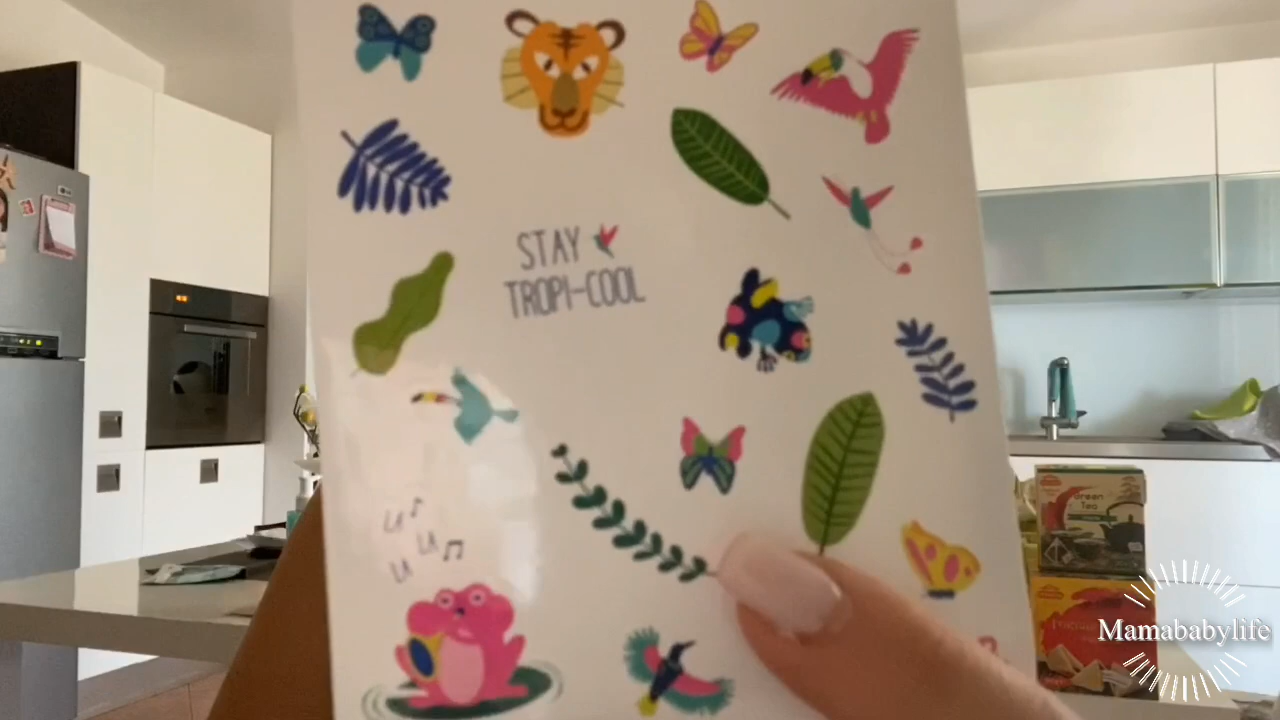 STAY
TROPI-COOL
LA
LA
LA
Green
Tea
Mamababylife